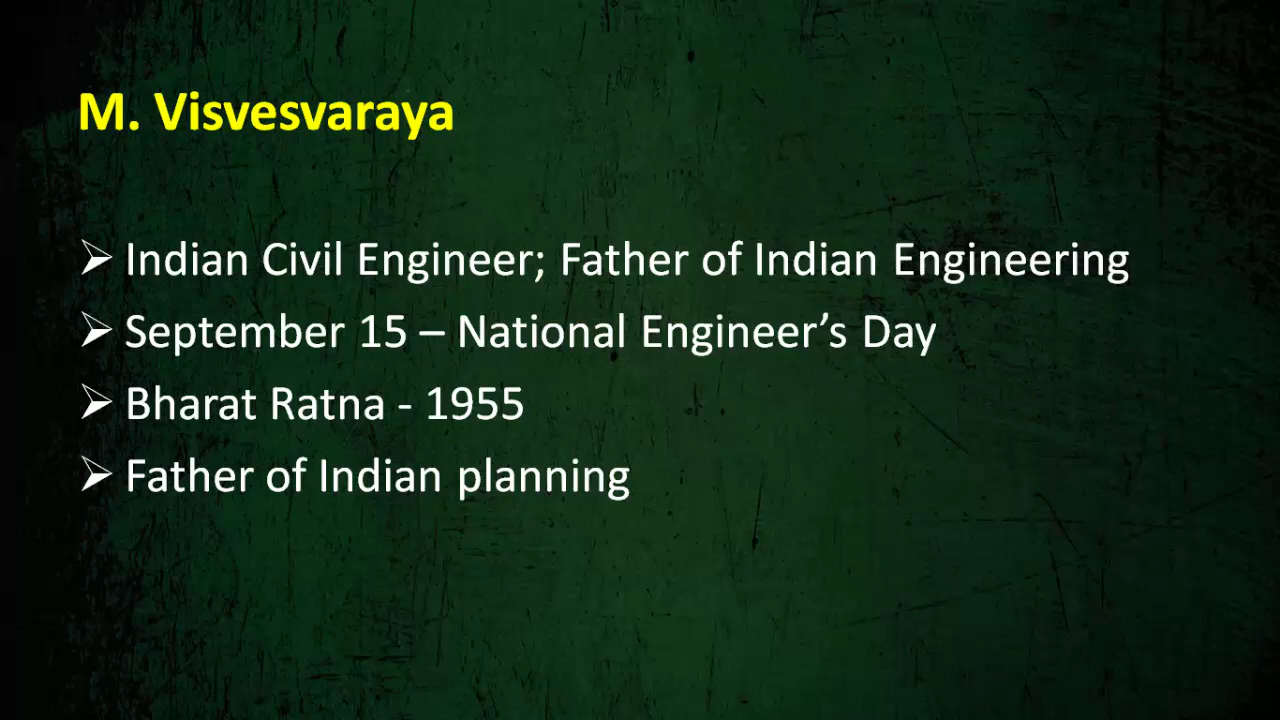 M. Visvesvaraya
➢ Indian Civil Engineer; Father of Indian Engineering
➢ September 15 – National Engineer’s Day
➢ Bharat Ratna - 1955
➢ Father of Indian planning